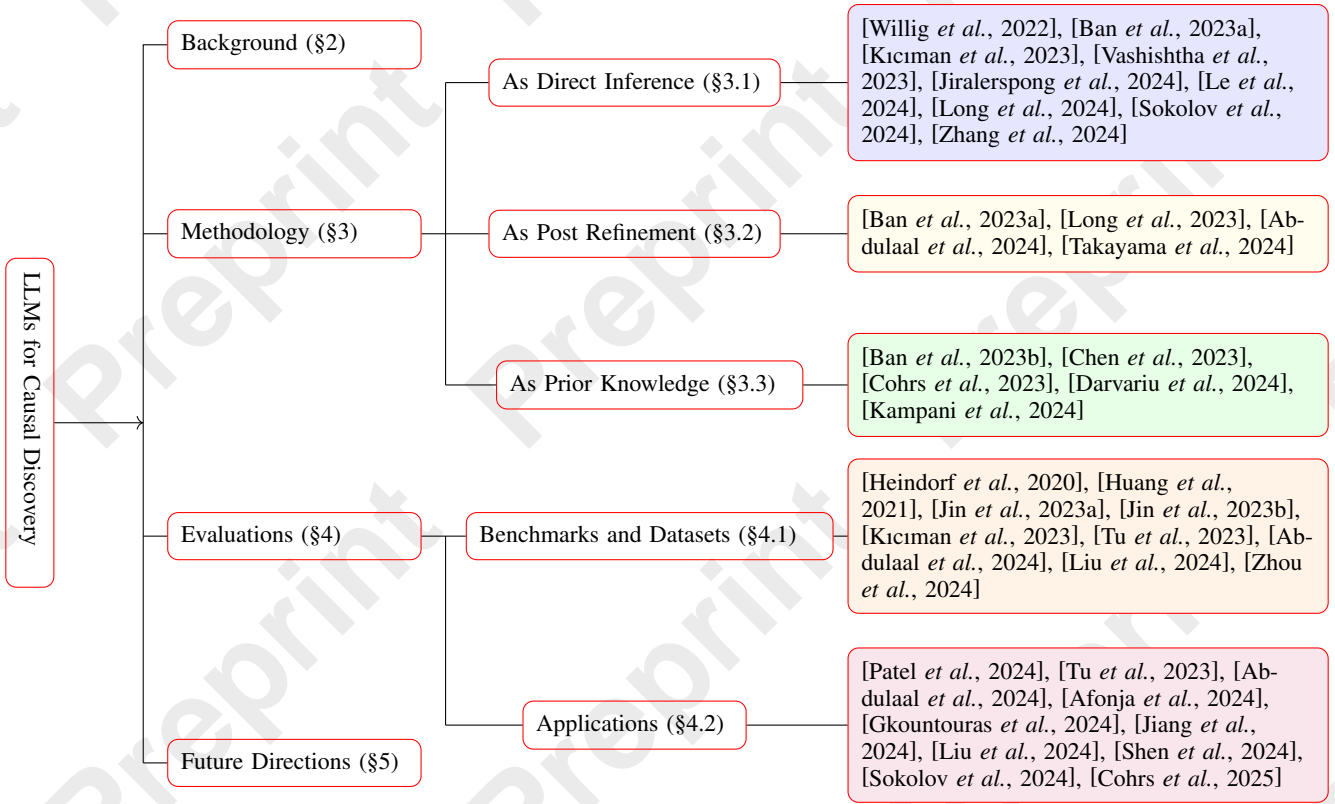 LLMs for Causal Discovery
Background (§2)
Methodology (§3)
As Direct Inference (§3.1)
[Willig et al., 2022], [Ban et al., 2023a],
[Kıcıman et al., 2023], [Vashishtha et al.,
2023], [Jiralerspong et al., 2024], [Le et al.,
2024], [Long et al., 2024], [Sokolov et al.,
2024], [Zhang et al., 2024]
As Post Refinement (§3.2)
[Ban et al., 2023a], [Long et al., 2023], [Ab-
dulaal et al., 2024], [Takayama et al., 2024]
As Prior Knowledge (§3.3)
[Ban et al., 2023b], [Chen et al., 2023],
[Cohrs et al., 2023], [Darvariu et al., 2024],
[Kampani et al., 2024]
Evaluations (§4)
Benchmarks and Datasets (§4.1)
[Heindorf et al., 2020], [Huang et al.,
2021], [Jin et al., 2023a], [Jin et al., 2023b],
[Kıcıman et al., 2023], [Tu et al., 2023], [Ab-
dulaal et al., 2024], [Liu et al., 2024], [Zhou
et al., 2024]
Applications (§4.2)
[Patel et al., 2024], [Tu et al., 2023], [Ab-
dulaal et al., 2024], [Afonja et al., 2024],
[Gkountouras et al., 2024], [Jiang et al.,
2024], [Liu et al., 2024], [Shen et al., 2024],
[Sokolov et al., 2024], [Cohrs et al., 2025]
Future Directions (§5)
Preprint
Preprint
Preprint
Preprint
Preprint
Preprint